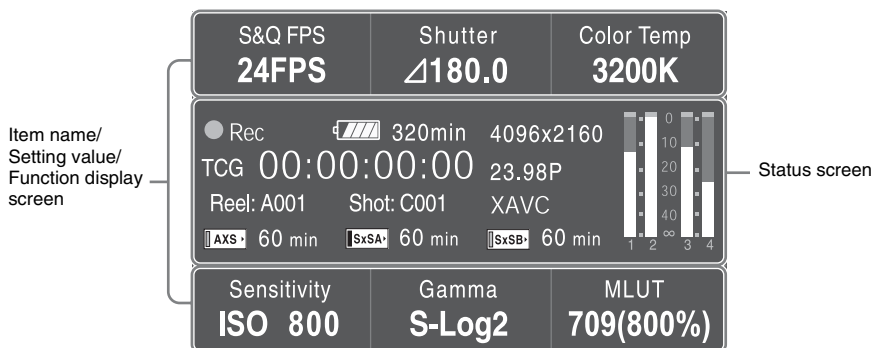 S&Q FPS Shutter Color Temp
24FPS ⊿180.0 3200K
Item name/
Setting value/
Function display
screen
Rec 320min 4096x2160
TCG 00:00:00:00 23.98P
Reel: A001 Shot: C001 XAVC
AXS 60 min SxSA 60 min SxSB 60 min
0
10
20
30
40
∞
1 2 3 4
Status screen
Sensitivity Gamma MLUT
ISO 800 S-Log2 709(800%)